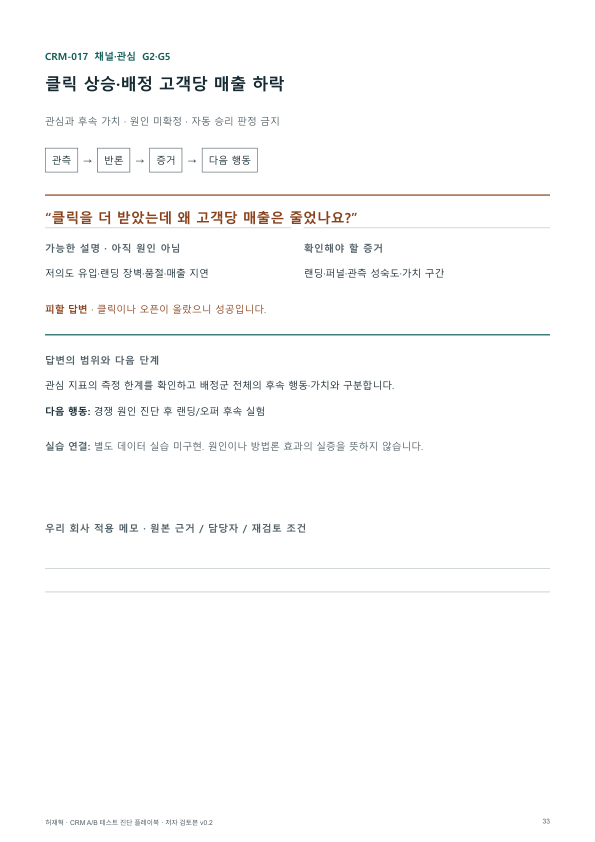 CRM-017 채널·관심 G2·G5
클릭 상승·배정 고객당 매출 하락
관심과 후속 가치 · 원인 미확정 · 자동 승리 판정 금지
관측 → 반론 → 증거 → 다음 행동
“클릭을 더 받았는데 왜 고객당 매출은 줄었나요?”
가능한 설명 · 아직 원인 아님
저의도 유입·랜딩 장벽·품절·매출 지연
확인해야 할 증거
랜딩·퍼널·관측 성숙도·가치 구간
피할 답변 · 클릭이나 오픈이 올랐으니 성공입니다.
답변의 범위와 다음 단계
관심 지표의 측정 한계를 확인하고 배정군 전체의 후속 행동·가치와 구분합니다.
다음 행동: 경쟁 원인 진단 후 랜딩/오퍼 후속 실험
실습 연결: 별도 데이터 실습 미구현. 원인이나 방법론 효과의 실증을 뜻하지 않습니다.
우리 회사 적용 메모 · 원본 근거 / 담당자 / 재검토 조건
허재혁 · CRM A/B 테스트 진단 플레이북 · 저자 검토본 v0.2
33